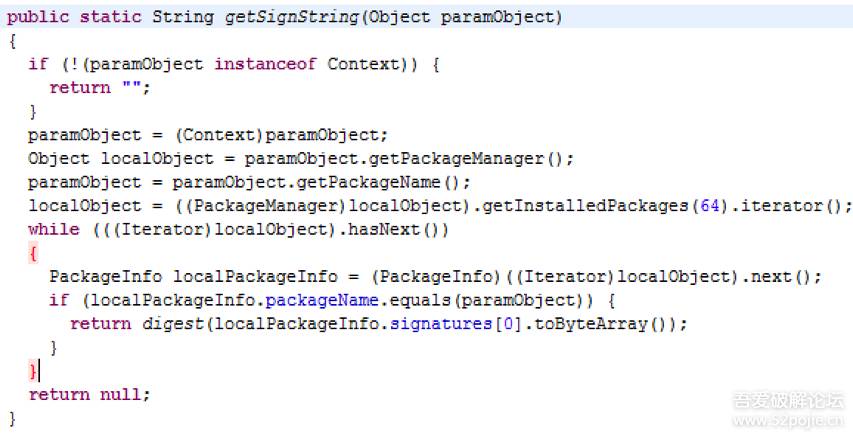 public static String getSignString(Object paramObject)
{
  if (!(paramObject instanceof Context)) {
    return "";
  }
  paramObject = (Context)paramObject;
  Object localObject = paramObject.getPackageManager();
  paramObject = paramObject.getPackageName();
  localObject = ((PackageManager)localObject).getInstalledPackages(64).iterator();
  while (((Iterator)localObject).hasNext())
  {
    PackageInfo localPackageInfo = (PackageInfo)((Iterator)localObject).next();
    if (localPackageInfo.packageName.equals(paramObject)) {
      return digest(localPackageInfo.signatures[0].toByteArray());
    }
  }
  return null;
}
吾爱破解论坛
www.52pojie.cn